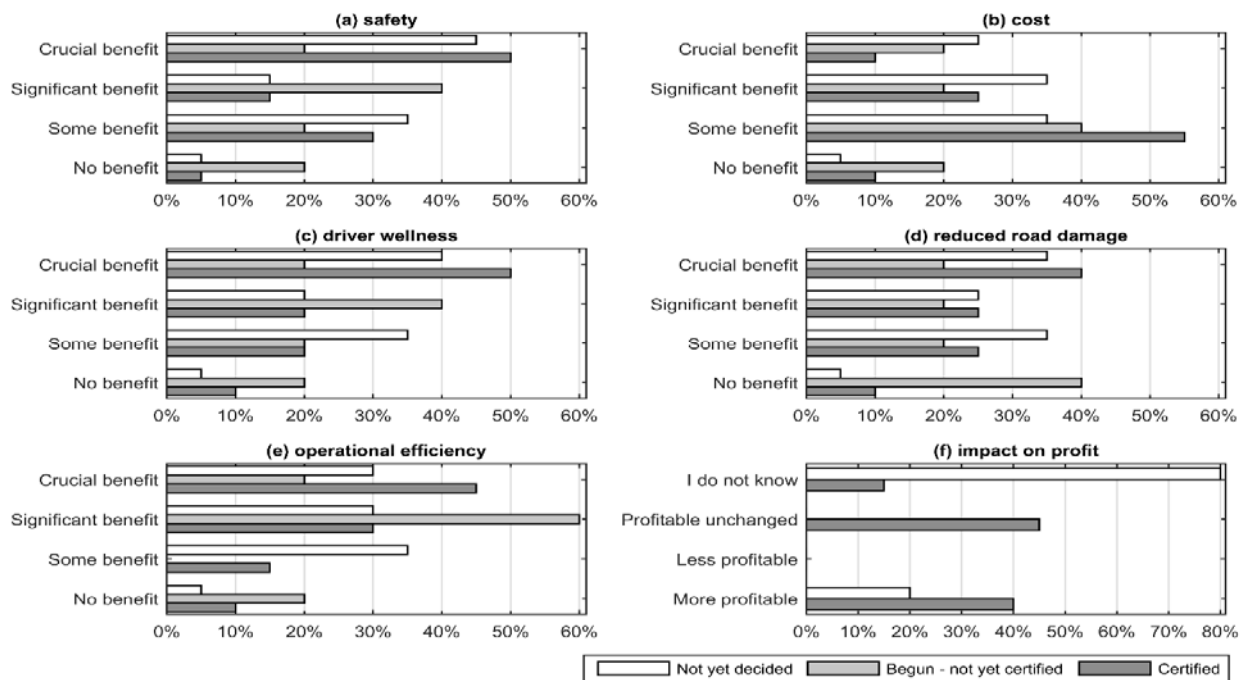 (a) safety
Crucial benefit
Significant benefit
Some benefit
No benefit
0% 10% 20% 30% 40% 50% 60%
(b) cost
Crucial benefit
Significant benefit
Some benefit
No benefit
0% 10% 20% 30% 40% 50% 60%
(c) driver wellness
Crucial benefit
Significant benefit
Some benefit
No benefit
0% 10% 20% 30% 40% 50% 60%
(d) reduced road damage
Crucial benefit
Significant benefit
Some benefit
No benefit
0% 10% 20% 30% 40% 50% 60%
(e) operational efficiency
Crucial benefit
Significant benefit
Some benefit
No benefit
0% 10% 20% 30% 40% 50% 60%
(f) impact on profit
I do not know
Profitable unchanged
Less profitable
More profitable
0% 10% 20% 30% 40% 50% 60% 70% 80%
Not yet decided Begun - not yet certified Certified